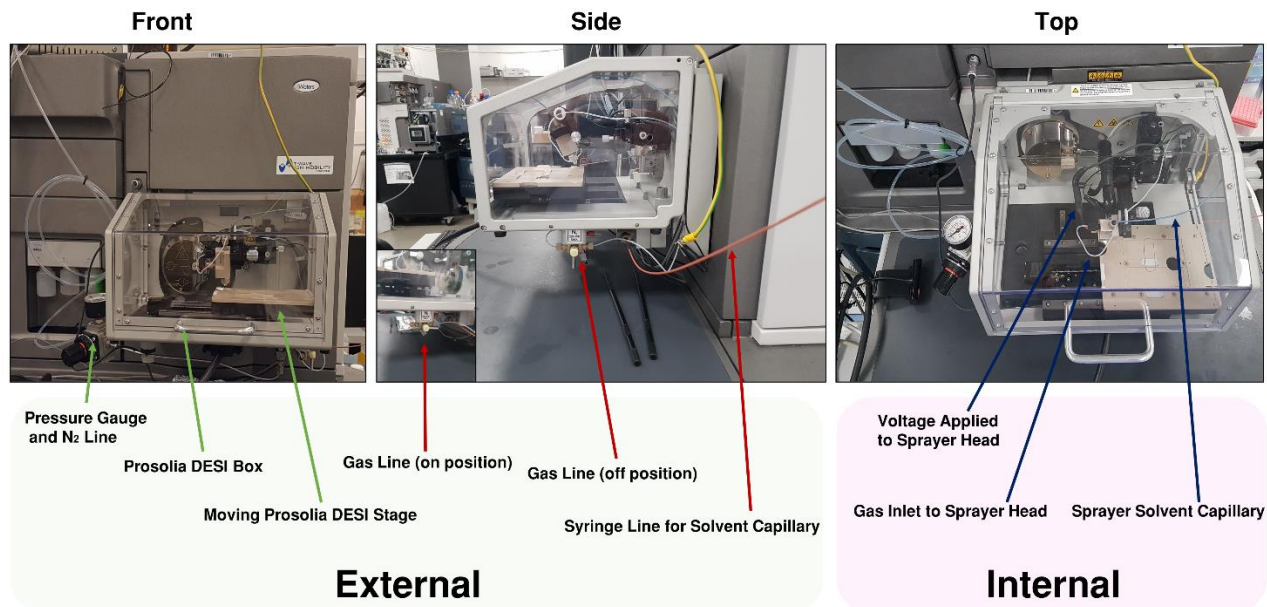 Front
Side
Top
Waters
Pressure Gauge
and N₂ Line
Prosolia DESI Box
Moving Prosolia DESI Stage
Gas Line (on position)
Gas Line (off position)
Syringe Line for Solvent Capillary
Voltage Applied
to Sprayer Head
Gas Inlet to Sprayer Head
Sprayer Solvent Capillary
External
Internal